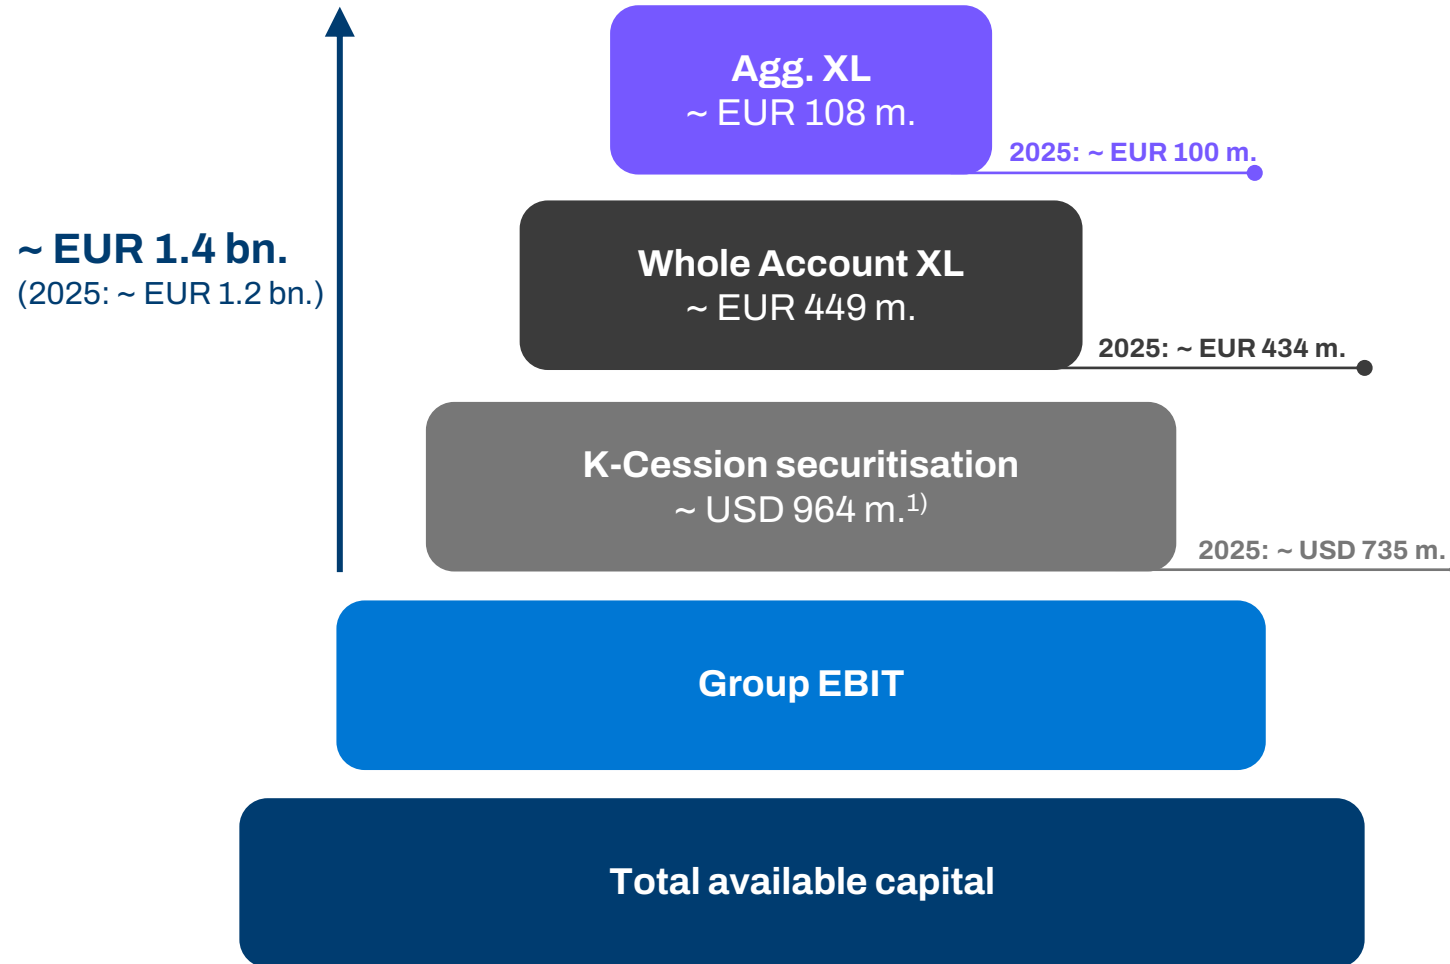 Agg. XL
~ EUR 108 m.
2025: ~ EUR 100 m.
~ EUR 1.4 bn.
(2025: ~ EUR 1.2 bn.)
Whole Account XL
~ EUR 449 m.
2025: ~ EUR 434 m.
K-Cession securitisation
~ USD 964 m.1)
2025: ~ USD 735 m.
Group EBIT
Total available capital